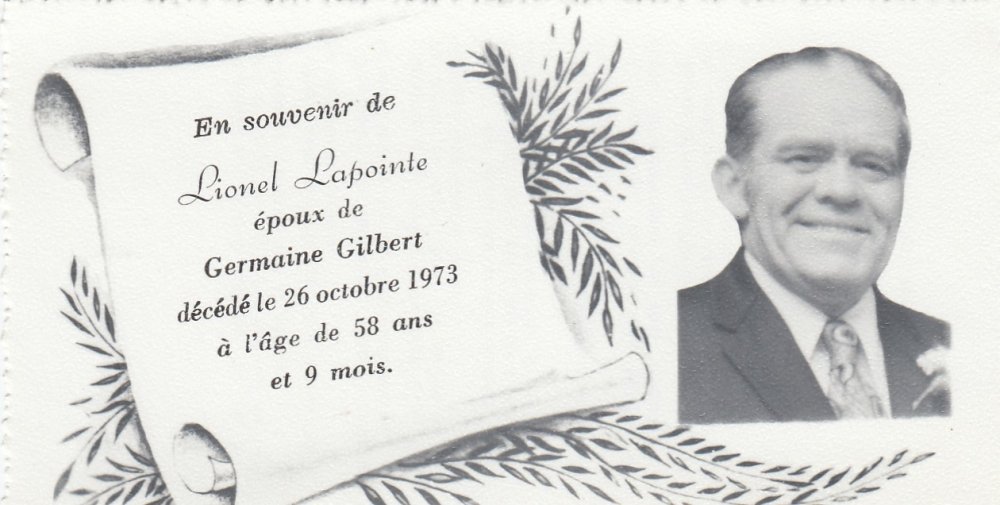 En souvenir de
Lionel Lapointe
époux de
Germaine Gilbert
décédé le 26 octobre 1973
à l'âge de 58 ans
et 9 mois.